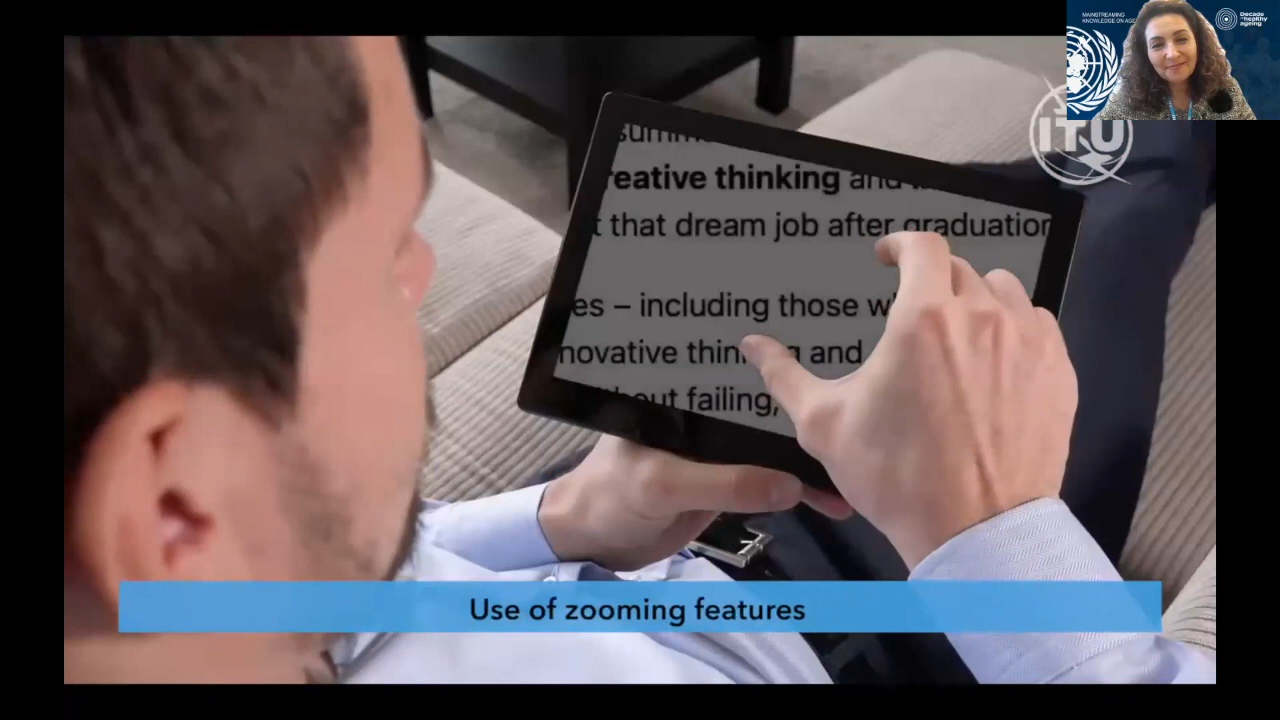 MAINSTREAMING
KNOWLEDGE ON AGE
Decade
of healthy
ageing
ITU
reative thinking and
t that dream job after graduation
es – including those w
novative thin and
out failing,
Use of zooming features